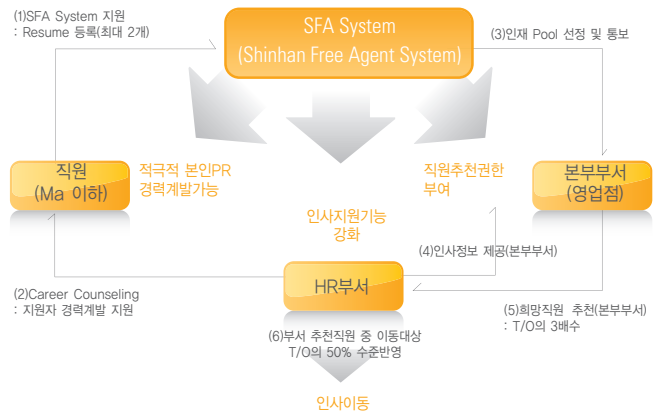 (1)SFA System 지원
: Resume 등록(최대 2개)
SFA System
(Shinhan Free Agent System)
(3)인재 Pool 선정 및 통보
직원
(Ma 이하)
적극적 본인PR
경력계발가능
직원추천권한
부여
본부부서
(영업점)
인사지원기능
강화
(4)인사정보 제공(본부부서)
HR부서
(2)Career Counseling
: 지원자 경력계발 지원
(5)희망직원 추천(본부부서)
: T/O의 3배수
(6)부서 추천직원 중 이동대상
T/O의 50% 수준반영
인사이동